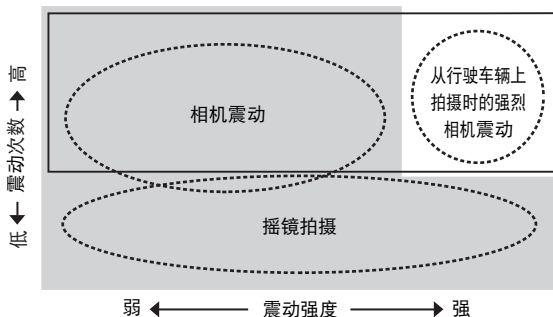 高
震动次数
低
相机震动
从行驶车辆上
拍摄时的强烈
相机震动
摇镜拍摄
弱
震动强度
强